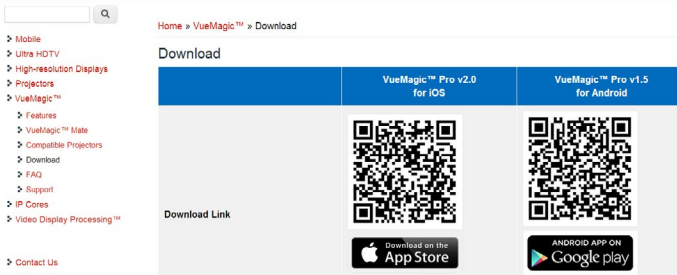 Home » VueMagic™ » Download
Mobile
Ultra HDTV
High-resolution Displays
Projectors
VueMagic™
Features
VueMagic™ Mate
Compatible Projectors
Download
FAQ
Support
IP Cores
Video Display Processing™
Contact Us
Download
VueMagic™ Pro v2.0
for iOS
VueMagic™ Pro v1.5
for Android
Download Link
Download on the
App Store
ANDROID APP ON
Google play